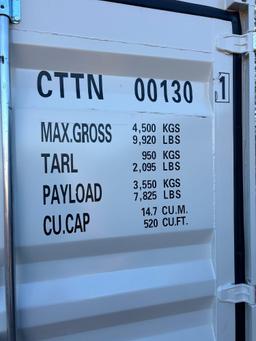 CTTN 00130 1
MAX.GROSS 4,500 KGS
9,920 LBS
TARL 950 KGS
2,095 LBS
PAYLOAD 3,550 KGS
7,825 LBS
CU.CAP 14.7 CU.M.
520 CU.FT.